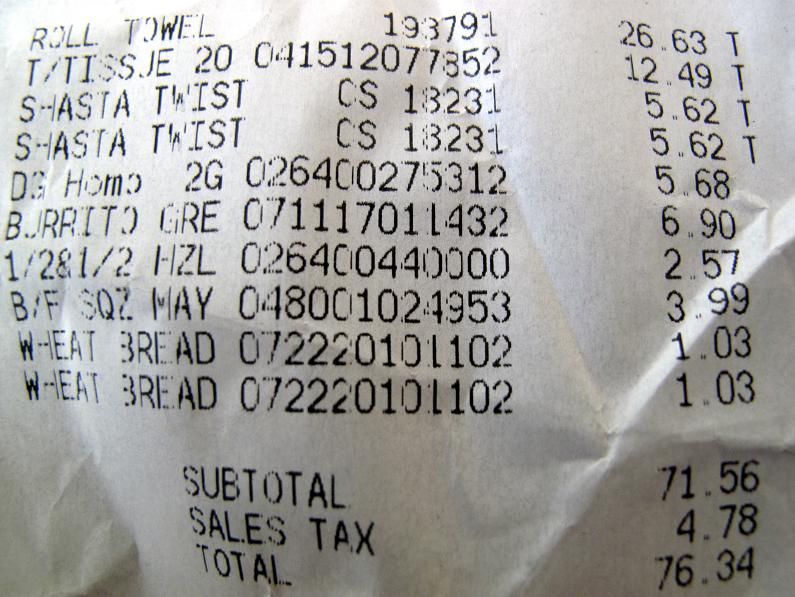 ROLL TOWEL 193791 26.63 T
T/TISSUE 20 041512077852 12.49 T
SHASTA TWIST CS 18231 5.62 T
SHASTA TWIST CS 18231 5.62 T
DG Homo 2G 026400275312 5.68
BURRITO GRE 071117011432 6.90
1/2&1/2 HZL 026400440000 2.57
B/F SQZ MAY 048001024953 3.99
WHEAT BREAD 072220101102 1.03
WHEAT BREAD 072220101102 1.03
SUBTOTAL 71.56
SALES TAX 4.78
TOTAL 76.34